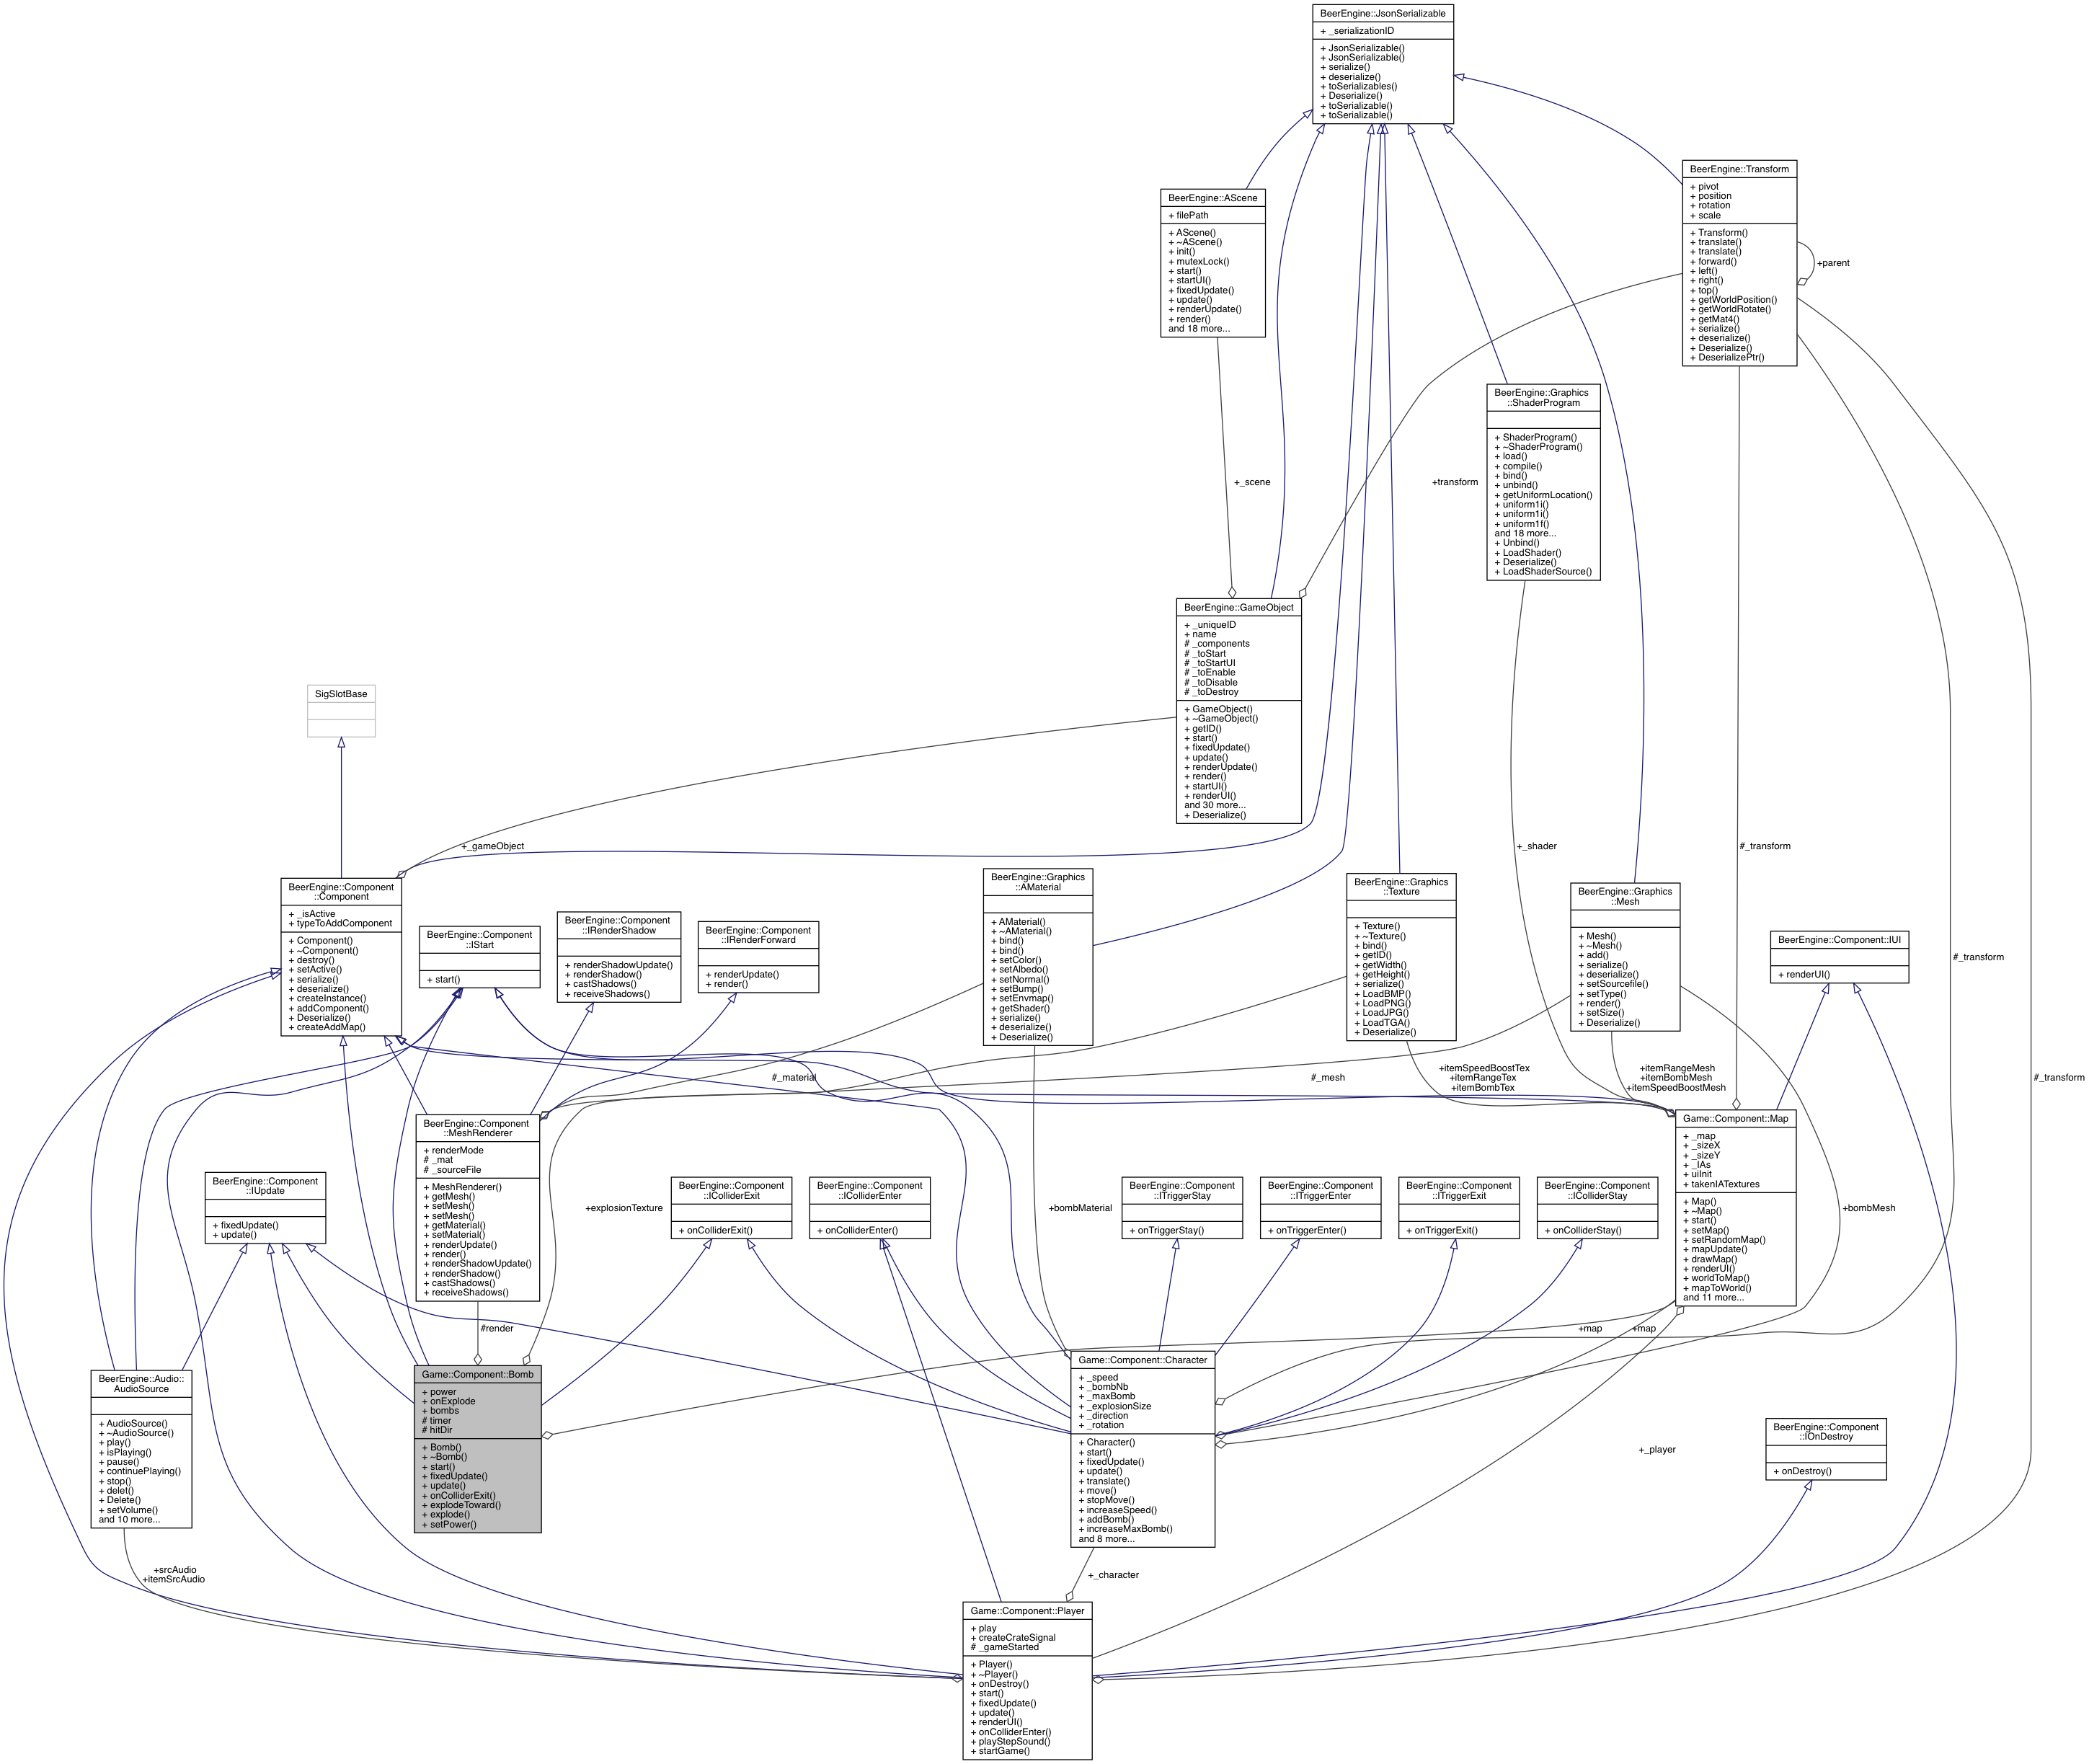 BeerEngine::JsonSerializable
+ _serializationID
+ JsonSerializable()
+ JsonSerializable()
+ serialize()
+ deserialize()
+ toSerializables()
+ Deserialize()
+ toSerializable()
+ toSerializable()
BeerEngine::Transform
+ pivot
+ position
+ rotation
+ scale
+ Transform()
+ translate()
+ translate()
+ forward()
+ left()
+ right()
+ top()
+ getWorldPosition()
+ getWorldRotate()
+ getMat4()
+ serialize()
+ deserialize()
+ Deserialize()
+ DeserializePtr()
+parent
BeerEngine::AScene
+ filePath
+ AScene()
+ ~AScene()
+ init()
+ mutexLock()
+ start()
+ startUI()
+ fixedUpdate()
+ update()
+ renderUpdate()
+ render()
and 18 more...
BeerEngine::Graphics
::ShaderProgram
+ ShaderProgram()
+ ~ShaderProgram()
+ load()
+ compile()
+ bind()
+ unbind()
+ getUniformLocation()
+ uniform1i()
+ uniform1i()
+ uniform1f()
and 18 more...
+ Unbind()
+ LoadShader()
+ Deserialize()
+ LoadShaderSource()
+_scene
+transform
BeerEngine::GameObject
+ _uniqueID
+ name
# _components
# _toStart
# _toStartUI
# _toEnable
# _toDisable
# _toDestroy
+ GameObject()
+ ~GameObject()
+ getID()
+ start()
+ fixedUpdate()
+ update()
+ renderUpdate()
+ render()
+ startUI()
+ renderUI()
and 30 more...
+ Deserialize()
SigSlotBase
+_gameObject
+_shader
#_transform
BeerEngine::Component
::Component
+ _isActive
+ typeToAddComponent
+ Component()
+ ~Component()
+ destroy()
+ setActive()
+ serialize()
+ deserialize()
+ createInstance()
+ addComponent()
+ Deserialize()
+ createAddMap()
BeerEngine::Component
::IStart
+ start()
BeerEngine::Component
::IRenderShadow
+ renderShadowUpdate()
+ renderShadow()
+ castShadows()
+ receiveShadows()
BeerEngine::Component
::IRenderForward
+ renderUpdate()
+ render()
BeerEngine::Graphics
::AMaterial
+ AMaterial()
+ ~AMaterial()
+ bind()
+ bind()
+ setColor()
+ setAlbedo()
+ setNormal()
+ setBump()
+ setEnvmap()
+ getShader()
+ serialize()
+ deserialize()
+ Deserialize()
BeerEngine::Graphics
::Texture
+ Texture()
+ ~Texture()
+ bind()
+ getID()
+ getWidth()
+ getHeight()
+ serialize()
+ LoadBMP()
+ LoadPNG()
+ LoadJPG()
+ LoadTGA()
+ Deserialize()
BeerEngine::Graphics
::Mesh
+ Mesh()
+ ~Mesh()
+ add()
+ serialize()
+ deserialize()
+ setSourcefile()
+ setType()
+ render()
+ setSize()
+ Deserialize()
BeerEngine::Component::IUI
+ renderUI()
#_transform
#_material
#_mesh
+itemSpeedBoostTex
+itemRangeTex
+itemBombTex
+itemRangeMesh
+itemBombMesh
+itemSpeedBoostMesh
#_transform
BeerEngine::Component
::MeshRenderer
+ renderMode
# _mat
# _sourceFile
+ MeshRenderer()
+ getMesh()
+ setMesh()
+ setMesh()
+ getMaterial()
+ setMaterial()
+ renderUpdate()
+ render()
+ renderShadowUpdate()
+ renderShadow()
+ castShadows()
+ receiveShadows()
Game::Component::Map
+ _map
+ _sizeX
+ _sizeY
+ _IAs
+ uiInit
+ takenIATextures
+ Map()
+ ~Map()
+ start()
+ setMap()
+ setRandomMap()
+ mapUpdate()
+ drawMap()
+ renderUI()
+ worldToMap()
+ mapToWorld()
and 11 more...
BeerEngine::Component
::IUpdate
+ fixedUpdate()
+ update()
+explosionTexture
BeerEngine::Component
::IColliderExit
+ onColliderExit()
BeerEngine::Component
::IColliderEnter
+ onColliderEnter()
+bombMaterial
BeerEngine::Component
::ITriggerStay
+ onTriggerStay()
BeerEngine::Component
::ITriggerEnter
+ onTriggerEnter()
BeerEngine::Component
::ITriggerExit
+ onTriggerExit()
BeerEngine::Component
::IColliderStay
+ onColliderStay()
+bombMesh
#render
+map
+map
BeerEngine::Audio::
AudioSource
+ AudioSource()
+ ~AudioSource()
+ play()
+ isPlaying()
+ pause()
+ continuePlaying()
+ stop()
+ delet()
+ Delete()
+ setVolume()
and 10 more...
Game::Component::Bomb
+ power
+ onExplode
+ bombs
# timer
# hitDir
+ Bomb()
+ ~Bomb()
+ start()
+ fixedUpdate()
+ update()
+ onColliderExit()
+ explodeToward()
+ explode()
+ setPower()
Game::Component::Character
+ _speed
+ _bombNb
+ _maxBomb
+ _explosionSize
+ _direction
+ _rotation
+ Character()
+ start()
+ fixedUpdate()
+ update()
+ translate()
+ move()
+ stopMove()
+ increaseSpeed()
+ addBomb()
+ increaseMaxBomb()
and 8 more...
+_player
BeerEngine::Component
::IOnDestroy
+ onDestroy()
+srcAudio
+itemSrcAudio
+_character
Game::Component::Player
+ play
+ createCrateSignal
# _gameStarted
+ Player()
+ ~Player()
+ onDestroy()
+ start()
+ fixedUpdate()
+ update()
+ renderUI()
+ onColliderEnter()
+ playStepSound()
+ startGame()